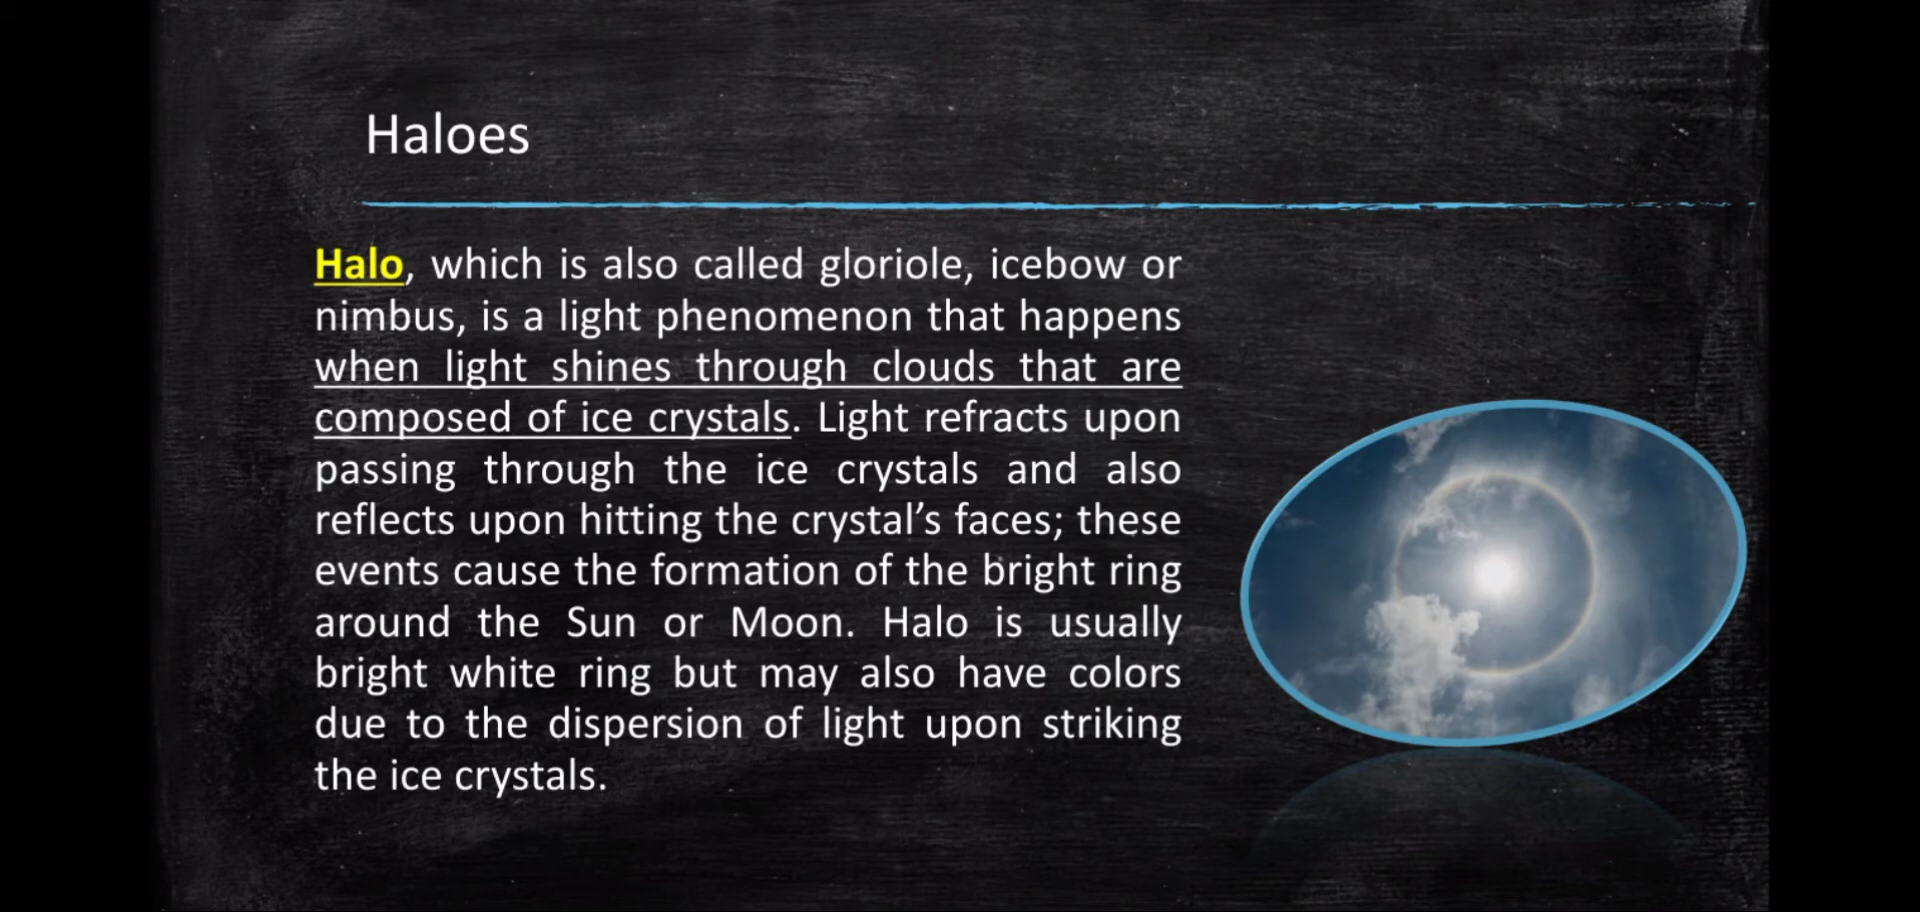 Haloes
Halo, which is also called gloriole, icebow or
nimbus, is a light phenomenon that happens
when light shines through clouds that are
composed of ice crystals. Light refracts upon
passing through the ice crystals and also
reflects upon hitting the crystal’s faces; these
events cause the formation of the bright ring
around the Sun or Moon. Halo is usually
bright white ring but may also have colors
due to the dispersion of light upon striking
the ice crystals.